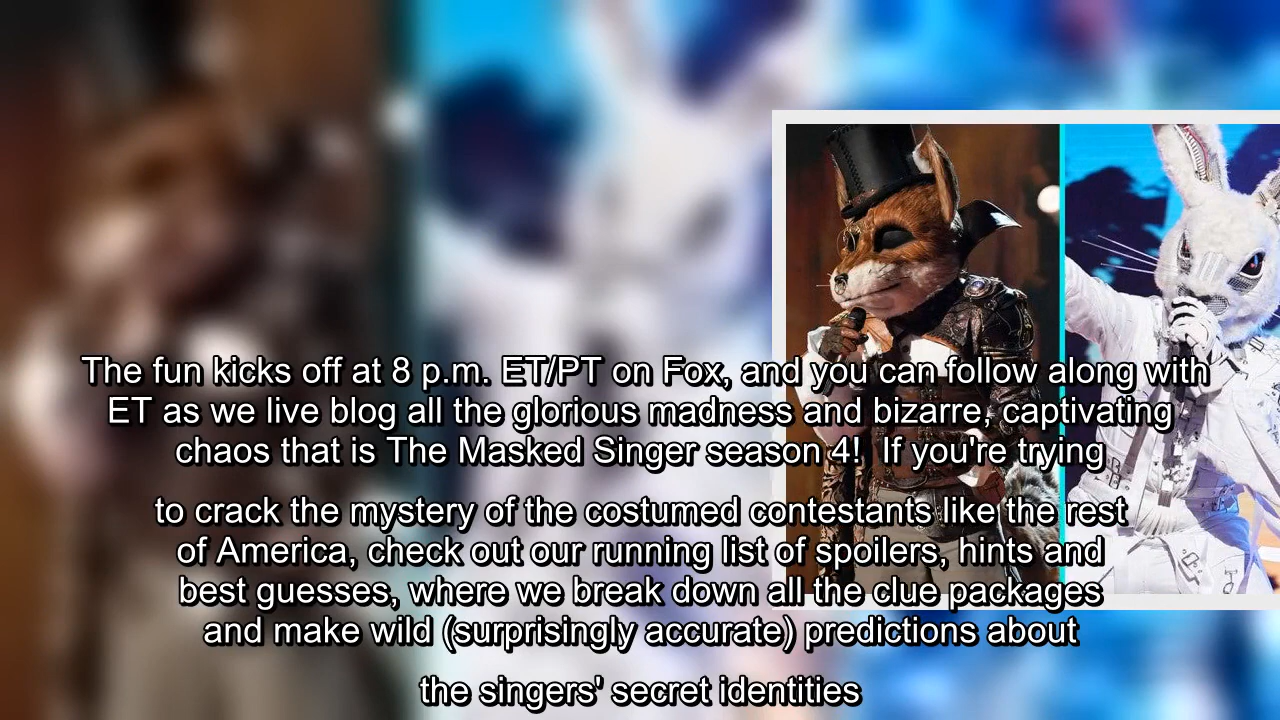 The fun kicks off at 8 p.m. ET/PT on Fox, and you can follow along with
ET as we live blog all the glorious madness and bizarre, captivating
chaos that is The Masked Singer season 4!  If you're trying
to crack the mystery of the costumed contestants like the rest
of America, check out our running list of spoilers, hints and
best guesses, where we break down all the clue packages
and make wild (surprisingly accurate) predictions about
the singers' secret identities